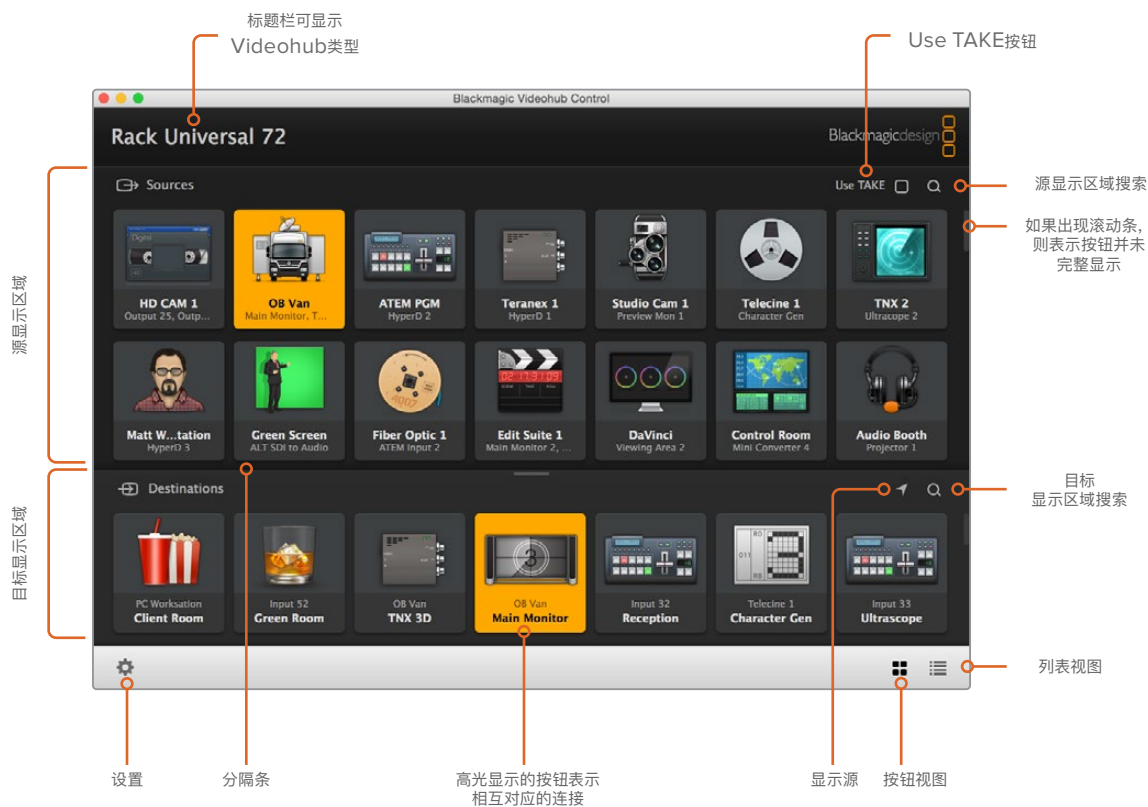 标题栏可显示
Videohub类型
Use TAKE按钮
Blackmagic Videohub Control
Rack Universal 72
Blackmagicdesign
Sources
Use TAKE
源显示区域搜索
如果出现滚动条，
则表示按钮并未
完整显示
源显示区域
HD CAM 1
Output 25, Outp...
OB Van
Main Monitor, T...
ATEM PGM
HyperD 2
Teranex 1
HyperD 1
Studio Cam 1
Preview Mon 1
Telecine 1
Character Gen
TNX 2
Ultracope 2
Matt W...tation
HyperD 3
Green Screen
ALT SDI to Audio
Fiber Optic 1
ATEM Input 2
Edit Suite 1
Main Monitor 2, ...
DaVinci
Viewing Area 2
Control Room
Mini Converter 4
Audio Booth
Projector 1
Destinations
目标
显示区域搜索
目标显示区域
PC Worksation
Client Room
Input 52
Green Room
OB Van
TNX 3D
3
OB Van
Main Monitor
Input 32
Reception
Telecine 1
Character Gen
Input 33
Ultrascope
列表视图
设置
分隔条
高光显示的按钮表示
相互对应的连接
显示源
按钮视图